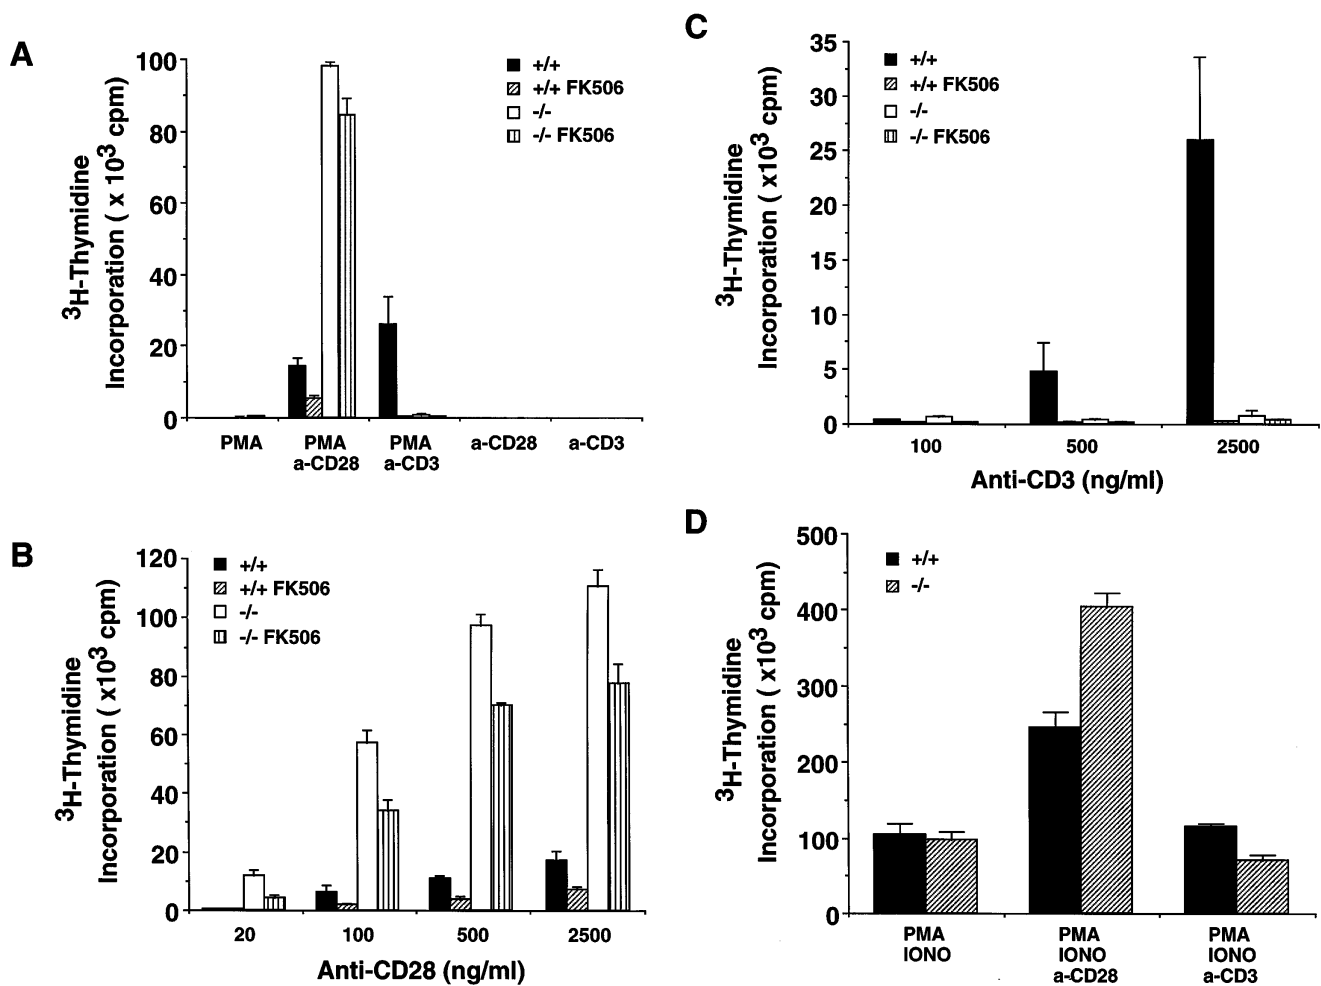 A
³H-Thymidine
Incorporation ( x 10³ cpm)
100
80
60
40
20
0
+/+
+/+ FK506
-/-
-/- FK506
PMA
PMA
a-CD28
PMA
a-CD3
a-CD28
a-CD3
B
³H-Thymidine
Incorporation ( x10³ cpm)
120
100
80
60
40
20
0
+/+
+/+ FK506
-/-
-/- FK506
20
100
500
2500
Anti-CD28 (ng/ml)
C
³H-Thymidine
Incorporation ( x10³ cpm)
35
30
25
20
15
10
5
0
+/+
+/+ FK506
-/-
-/- FK506
100
500
2500
Anti-CD3 (ng/ml)
D
³H-Thymidine
Incorporation ( x10³ cpm)
500
400
300
200
100
0
+/+
-/-
PMA
IONO
PMA
IONO
a-CD28
PMA
IONO
a-CD3